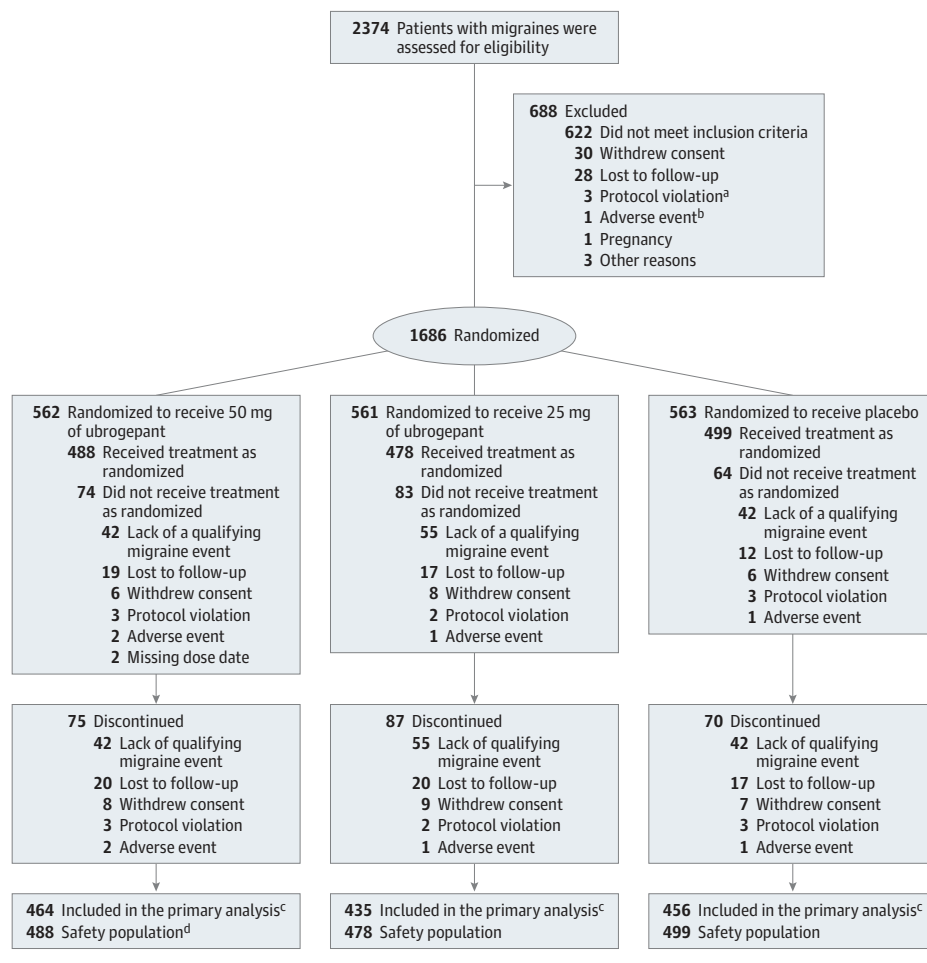 2374 Patients with migraines were
assessed for eligibility
688 Excluded
622 Did not meet inclusion criteria
30 Withdrew consent
28 Lost to follow-up
3 Protocol violationa
1 Adverse eventb
1 Pregnancy
3 Other reasons
1686 Randomized
562 Randomized to receive 50 mg
of ubrogepant
488 Received treatment as
randomized
74 Did not receive treatment
as randomized
42 Lack of a qualifying
migraine event
19 Lost to follow-up
6 Withdrew consent
3 Protocol violation
2 Adverse event
2 Missing dose date
561 Randomized to receive 25 mg
of ubrogepant
478 Received treatment as
randomized
83 Did not receive treatment
as randomized
55 Lack of a qualifying
migraine event
17 Lost to follow-up
8 Withdrew consent
2 Protocol violation
1 Adverse event
563 Randomized to receive placebo
499 Received treatment as
randomized
64 Did not receive treatment
as randomized
42 Lack of a qualifying
migraine event
12 Lost to follow-up
6 Withdrew consent
3 Protocol violation
1 Adverse event
75 Discontinued
42 Lack of qualifying
migraine event
20 Lost to follow-up
8 Withdrew consent
3 Protocol violation
2 Adverse event
87 Discontinued
55 Lack of qualifying
migraine event
20 Lost to follow-up
9 Withdrew consent
2 Protocol violation
1 Adverse event
70 Discontinued
42 Lack of qualifying
migraine event
17 Lost to follow-up
7 Withdrew consent
3 Protocol violation
1 Adverse event
464 Included in the primary analysisc
488 Safety populationd
435 Included in the primary analysisc
478 Safety population
456 Included in the primary analysisc
499 Safety population